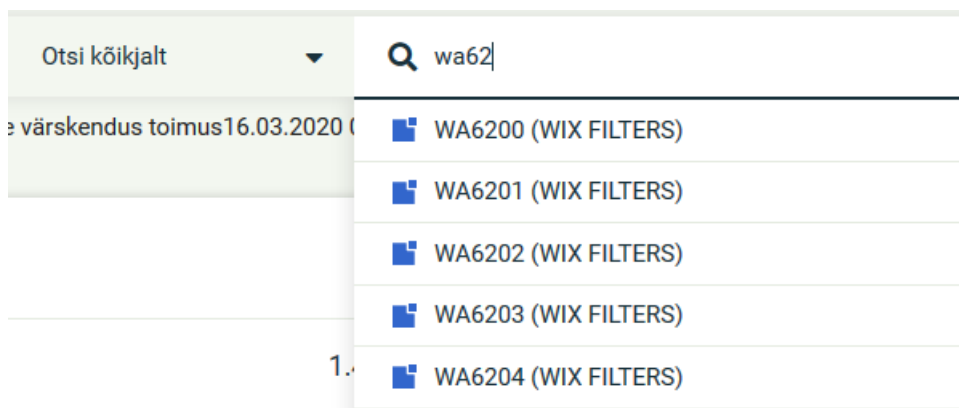 Otsi kõikjalt
wa62
värskendus toimus16.03.2020
WA6200 (WIX FILTERS)
WA6201 (WIX FILTERS)
WA6202 (WIX FILTERS)
WA6203 (WIX FILTERS)
1.
WA6204 (WIX FILTERS)